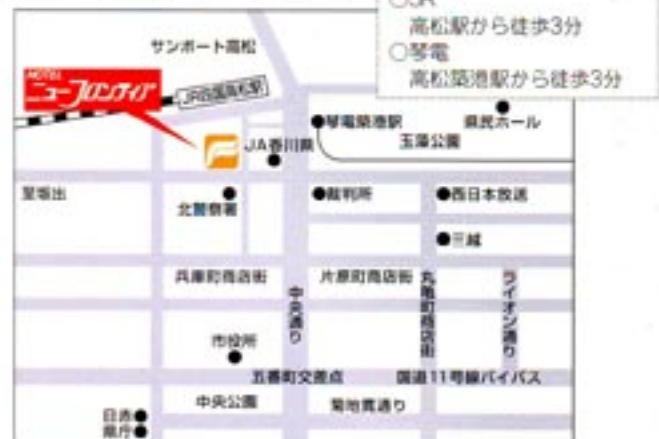 ○JR
高松駅から徒歩3分
○琴電
高松築港駅から徒歩3分
サンポート高松
HOTEL
ニューフロンティア
JR四国高松駅
琴電築港駅
県民ホール
玉藻公園
JA香川県
至坂出
北警察署
裁判所
西日本放送
三越
兵庫町商店街
片原町商店街
丸亀町商店街
ライオン通り
中央通り
市役所
五番町交差点
国道11号線バイパス
中央公園
菊池寛通り
日赤
県庁